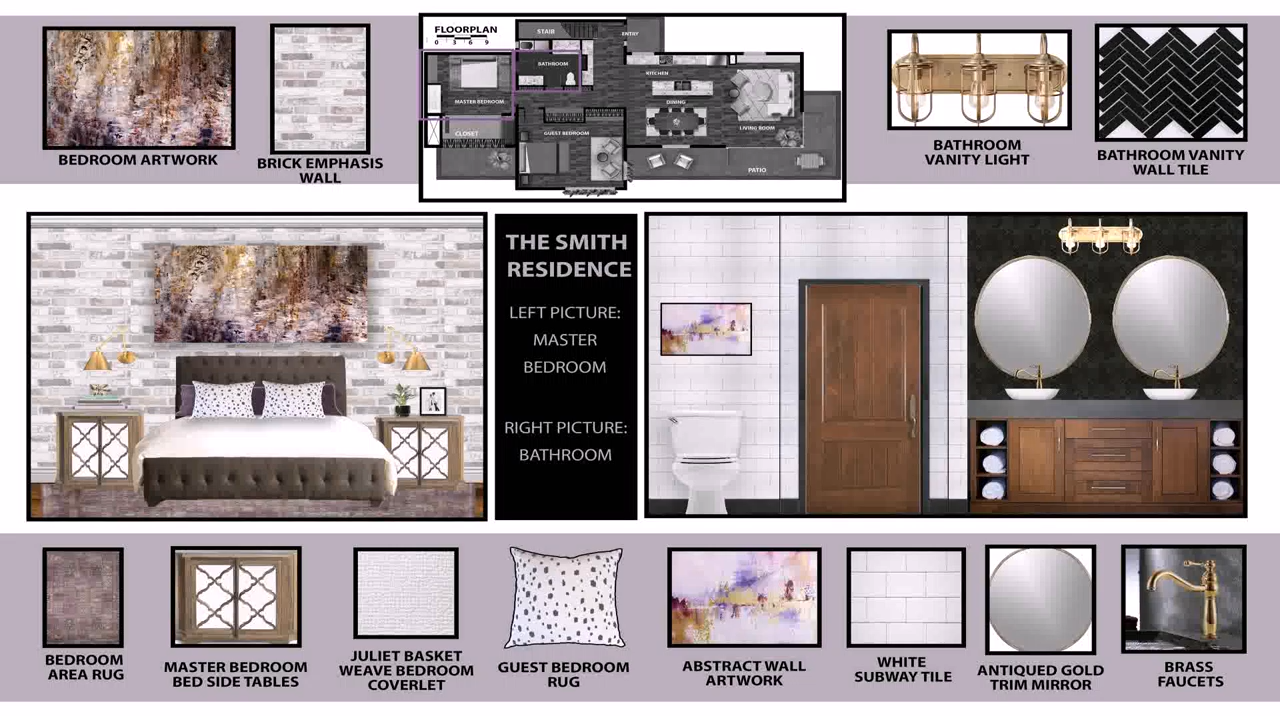 FLOORPLAN
0 3 6 9
STAIR
ENTRY
BATHROOM
KITCHEN
MASTER BEDROOM
DINING
LIVING ROOM
CLOSET
GUEST BEDROOM
PATIO
BEDROOM ARTWORK
BRICK EMPHASIS
WALL
BATHROOM
VANITY LIGHT
BATHROOM VANITY
WALL TILE
THE SMITH
RESIDENCE
LEFT PICTURE:
MASTER
BEDROOM
RIGHT PICTURE:
BATHROOM
BEDROOM
AREA RUG
MASTER BEDROOM
BED SIDE TABLES
JULIET BASKET
WEAVE BEDROOM
COVERLET
GUEST BEDROOM
RUG
ABSTRACT WALL
ARTWORK
WHITE
SUBWAY TILE
ANTIQUED GOLD
TRIM MIRROR
BRASS
FAUCETS